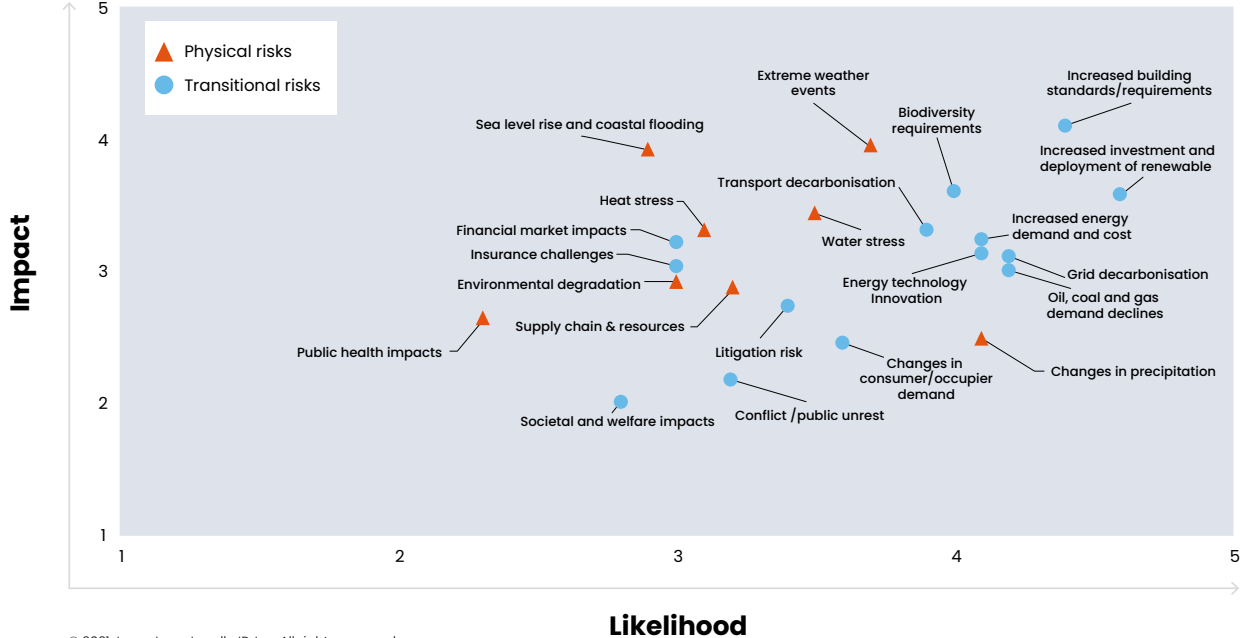 5
Physical risks
Transitional risks
Extreme weather
events
Increased building
standards/requirements
Biodiversity
requirements
Sea level rise and coastal flooding
4
Increased investment and
deployment of renewable
Transport decarbonisation
Heat stress
Increased energy
demand and cost
Financial market impacts
Water stress
Insurance challenges
Impact
3
Grid decarbonisation
Environmental degradation
Energy technology
Innovation
Oil, coal and gas
demand declines
Supply chain & resources
Public health impacts
Litigation risk
Changes in
consumer/occupier
demand
Changes in precipitation
2
Societal and welfare impacts
Conflict /public unrest
1
1
2
3
4
5
Likelihood